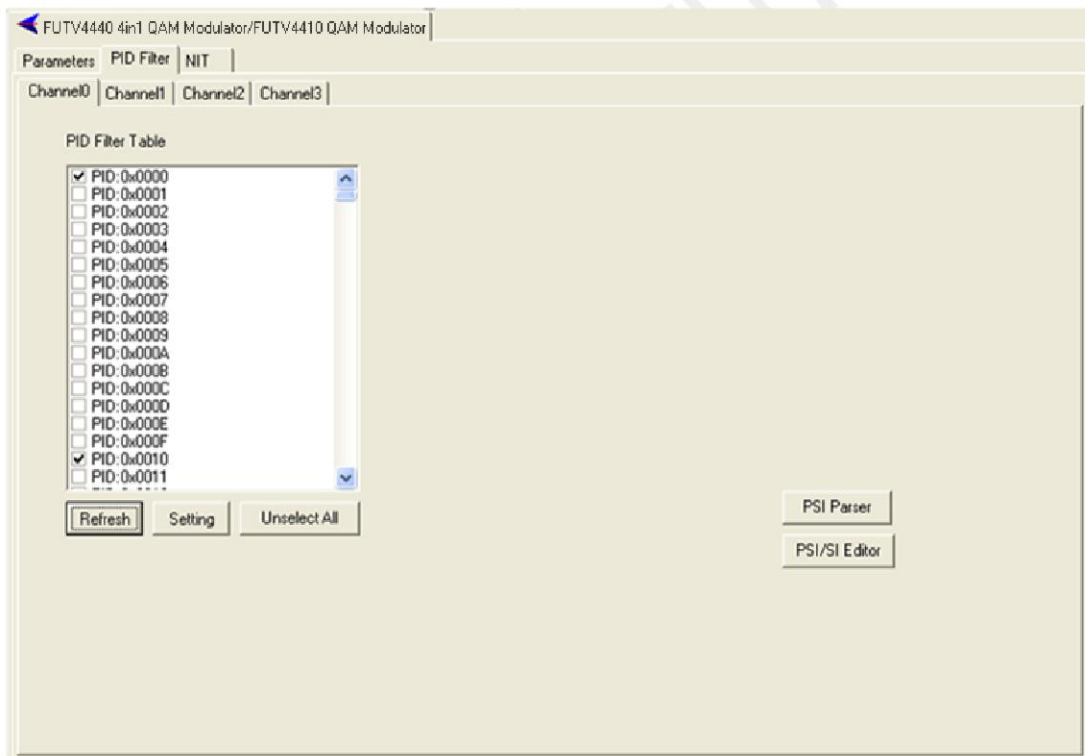 FUTV4440 4in1 QAM Modulator/FUTV4410 QAM Modulator
Parameters PID Filter NIT
Channel0 Channel1 Channel2 Channel3
PID Filter Table
PID:0x0000
PID:0x0001
PID:0x0002
PID:0x0003
PID:0x0004
PID:0x0005
PID:0x0006
PID:0x0007
PID:0x0008
PID:0x0009
PID:0x000A
PID:0x000B
PID:0x000C
PID:0x000D
PID:0x000E
PID:0x000F
PID:0x0010
PID:0x0011
Refresh Setting Unselect All
PSI Parser
PSI/SI Editor